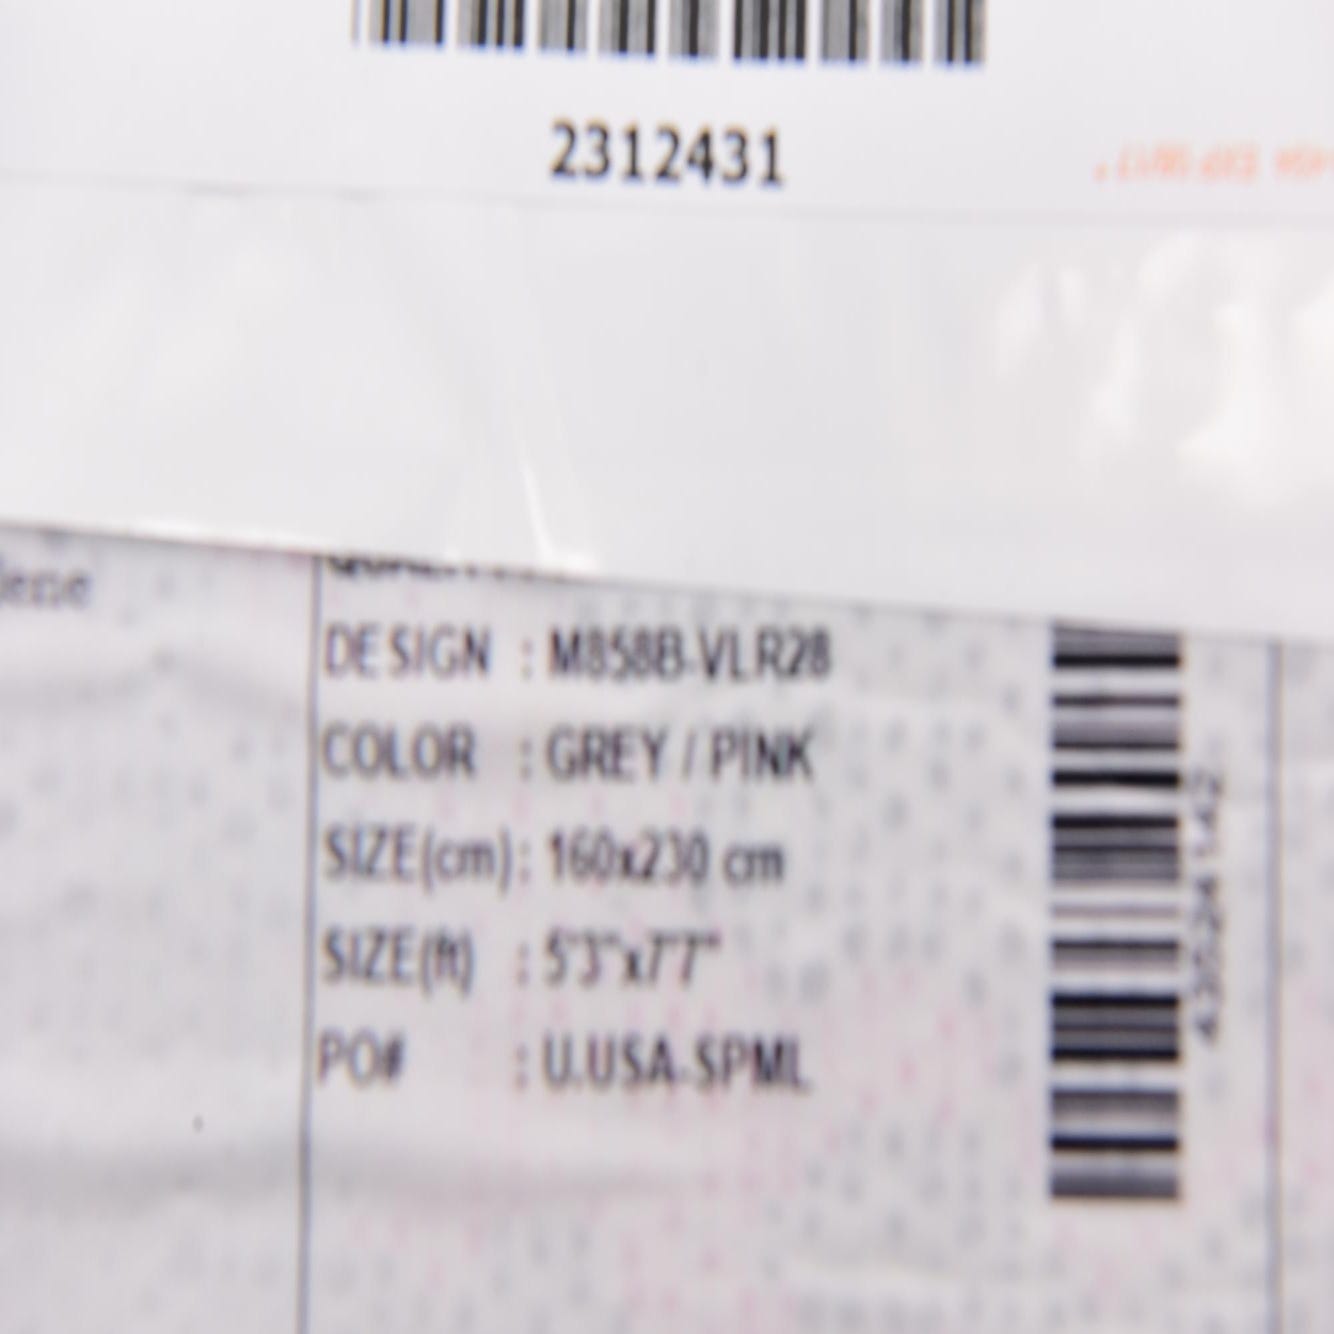 2312431
DESIGN : M858B-VLR28
COLOR : GREY / PINK
SIZE(cm) : 160x230 cm
SIZE(ft) : 5'3"x7'7"
PO# : U.USA-SPML